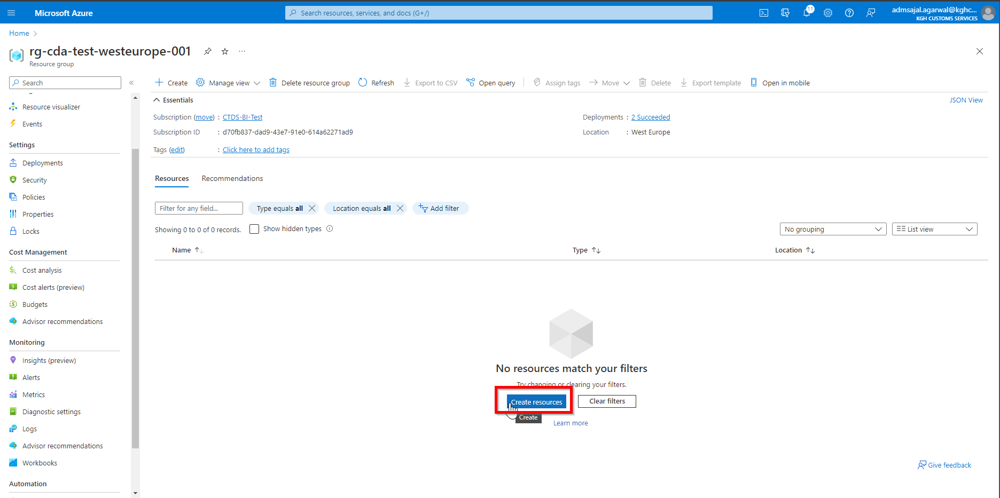 Microsoft Azure
Search resources, services, and docs (G+/)
11
admsajal.agarwal@kghc...
KGH CUSTOMS SERVICES
Home
rg-cda-test-westeurope-001
Resource group
Search
Create
Manage view
Delete resource group
Refresh
Export to CSV
Open query
Assign tags
Move
Delete
Export template
Open in mobile
Resource visualizer
Events
Settings
Deployments
Security
Policies
Properties
Locks
Cost Management
Cost analysis
Cost alerts (preview)
Budgets
Advisor recommendations
Monitoring
Insights (preview)
Alerts
Metrics
Diagnostic settings
Logs
Advisor recommendations
Workbooks
Automation
Essentials
JSON View
Subscription (move) : CTDS-BI-Test
Deployments : 2 Succeeded
Subscription ID : d70fb837-dad9-43e7-91e0-614a62271ad9
Location : West Europe
Tags (edit) : Click here to add tags
Resources
Recommendations
Filter for any field...
Type equals all
Location equals all
Add filter
Showing 0 to 0 of 0 records.
Show hidden types
No grouping
List view
Name
Type
Location
No resources match your filters
Try changing or clearing your filters.
Create resources
Clear filters
Create
Learn more
Give feedback